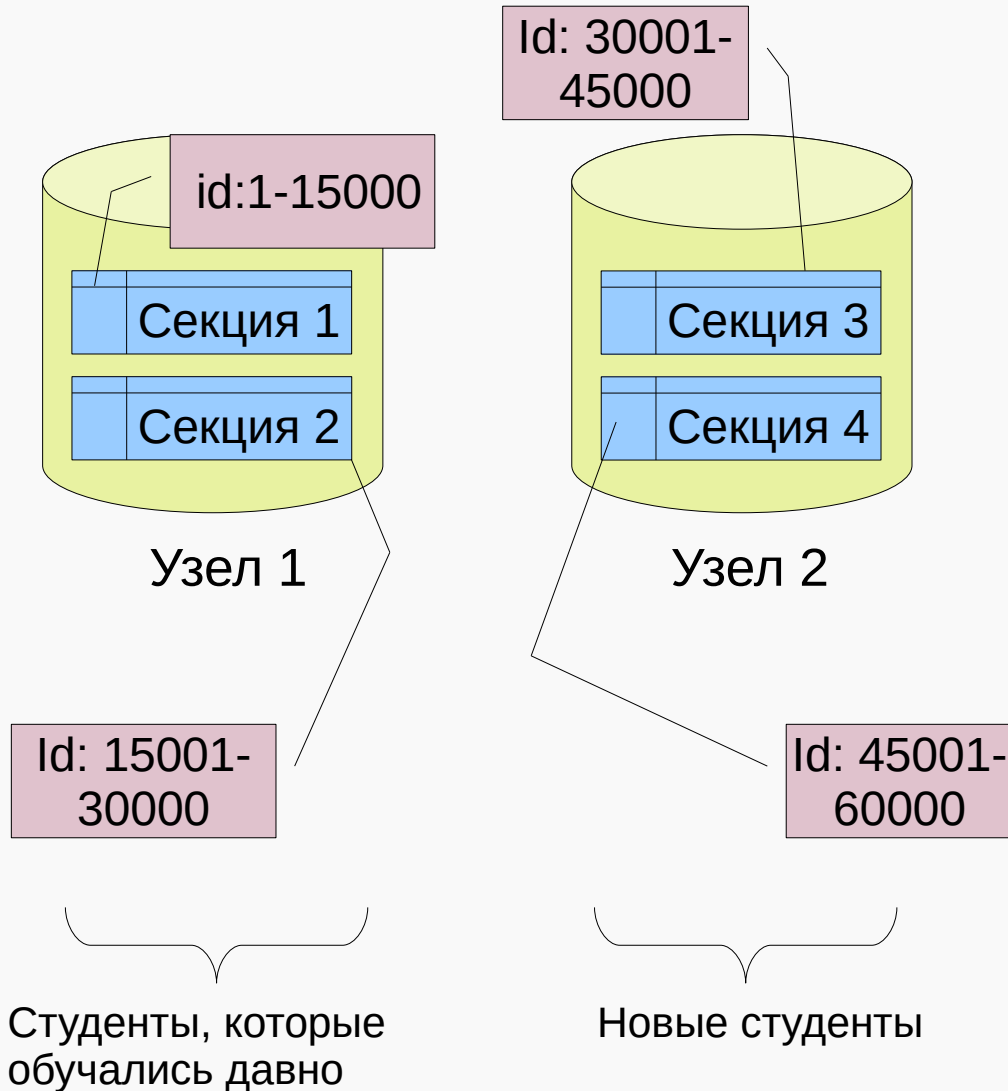 Id: 30001-
45000
id:1-15000
Секция 1
Секция 3
Секция 2
Секция 4
Узел 1
Узел 2
Id: 15001-
30000
Id: 45001-
60000
Студенты, которые
обучались давно
Новые студенты